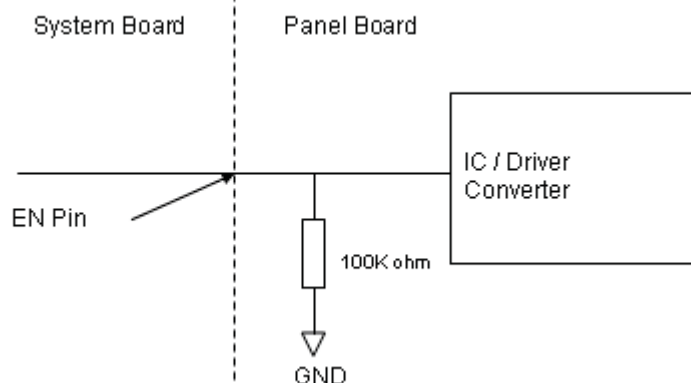 System Board
Panel Board
IC / Driver
Converter
EN Pin
100K ohm
GND